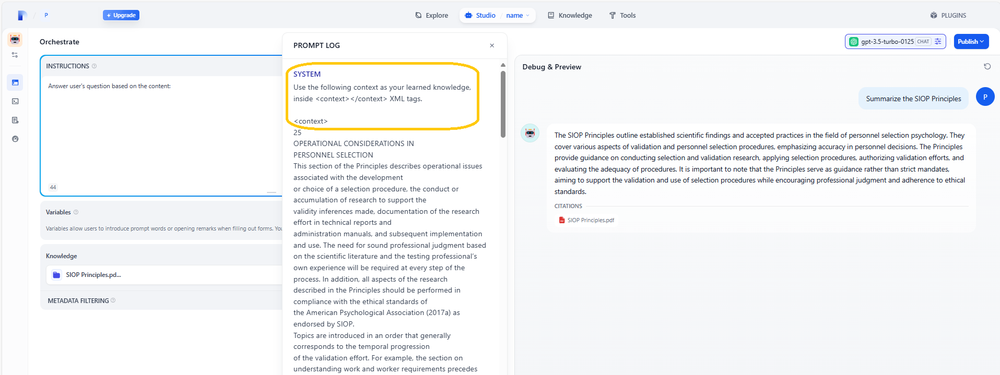 P
Upgrade
Explore
Studio
name
Knowledge
Tools
PLUGINS
Orchestrate
INSTRUCTIONS
Answer user's question based on the content:
44
Variables
Variables allow users to introduce prompt words or opening remarks when filling out forms. You
Knowledge
SIOP Principles.pd...
METADATA FILTERING
PROMPT LOG
SYSTEM
Use the following context as your learned knowledge,
inside <context></context> XML tags.
<context>
25
OPERATIONAL CONSIDERATIONS IN
PERSONNEL SELECTION
This section of the Principles describes operational issues
associated with the development
or choice of a selection procedure, the conduct or
accumulation of research to support the
validity inferences made, documentation of the research
effort in technical reports and
administration manuals, and subsequent implementation
and use. The need for sound professional judgment based
on the scientific literature and the testing professional's
own experience will be required at every step of the
process. In addition, all aspects of the research
described in the Principles should be performed in
compliance with the ethical standards of
the American Psychological Association (2017a) as
endorsed by SIOP.
Topics are introduced in an order that generally
corresponds to the temporal progression
of the validation effort. For example, the section on
understanding work and worker requirements precedes
gpt-3.5-turbo-0125
CHAT
Publish
Debug & Preview
Summarize the SIOP Principles
P
The SIOP Principles outline established scientific findings and accepted practices in the field of personnel selection psychology. They
cover various aspects of validation and personnel selection procedures, emphasizing accuracy in personnel decisions. The Principles
provide guidance on conducting selection and validation research, applying selection procedures, authorizing validation efforts, and
evaluating the adequacy of procedures. It is important to note that the Principles serve as guidance rather than strict mandates,
aiming to support the validation and use of selection procedures while encouraging professional judgment and adherence to ethical
standards.
CITATIONS
SIOP Principles.pdf